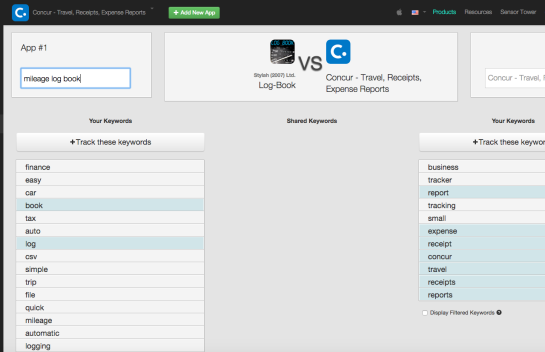 Concur - Travel, Receipts, Expense Reports
+ Add New App
Products
Resources
Sensor Tower
App #1
mileage log book
LOG BOOK
VS
Stylish (2007) Ltd.
Log-Book
Concur - Travel, Receipts,
Expense Reports
Concur - Travel,
Your Keywords
Shared Keywords
Your Keywords
+Track these keywords
+Track these keywor
finance
easy
car
book
tax
auto
log
csv
simple
trip
file
quick
mileage
automatic
logging
business
tracker
report
tracking
small
expense
receipt
concur
travel
receipts
reports
Display Filtered Keywords